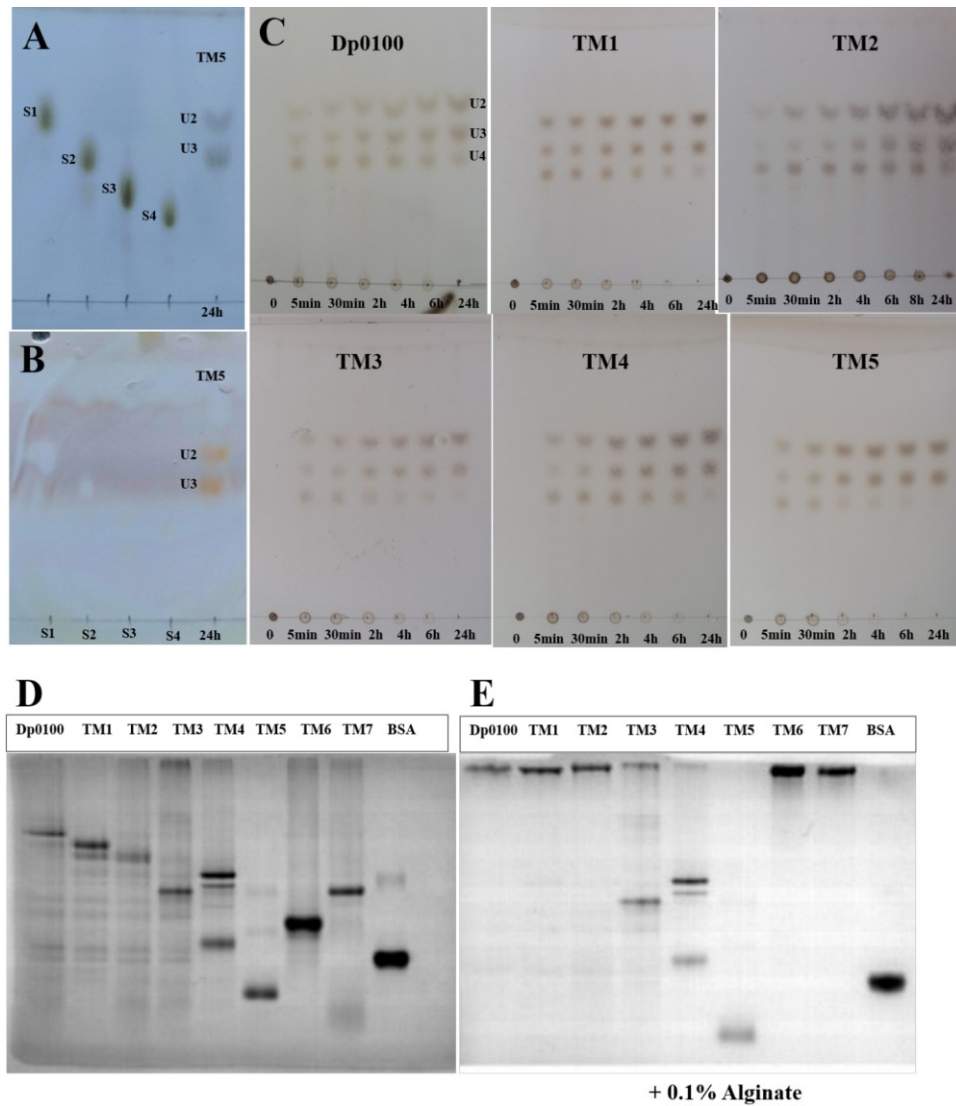 A
TM5
S1
S2
S3
S4
U2
U3
24h
B
TM5
U2
U3
S1 S2 S3 S4 24h
C
Dp0100
U2
U3
U4
0 5min 30min 2h 4h 6h 24h
TM1
0 5min 30min 2h 4h 6h 24h
TM2
0 5min 30min 2h 4h 6h 8h 24h
TM3
0 5min 30min 2h 4h 6h 24h
TM4
0 5min 30min 2h 4h 6h 24h
TM5
0 5min 30min 2h 4h 6h 24h
D
Dp0100 TM1 TM2 TM3 TM4 TM5 TM6 TM7 BSA
E
Dp0100 TM1 TM2 TM3 TM4 TM5 TM6 TM7 BSA
+ 0.1% Alginate